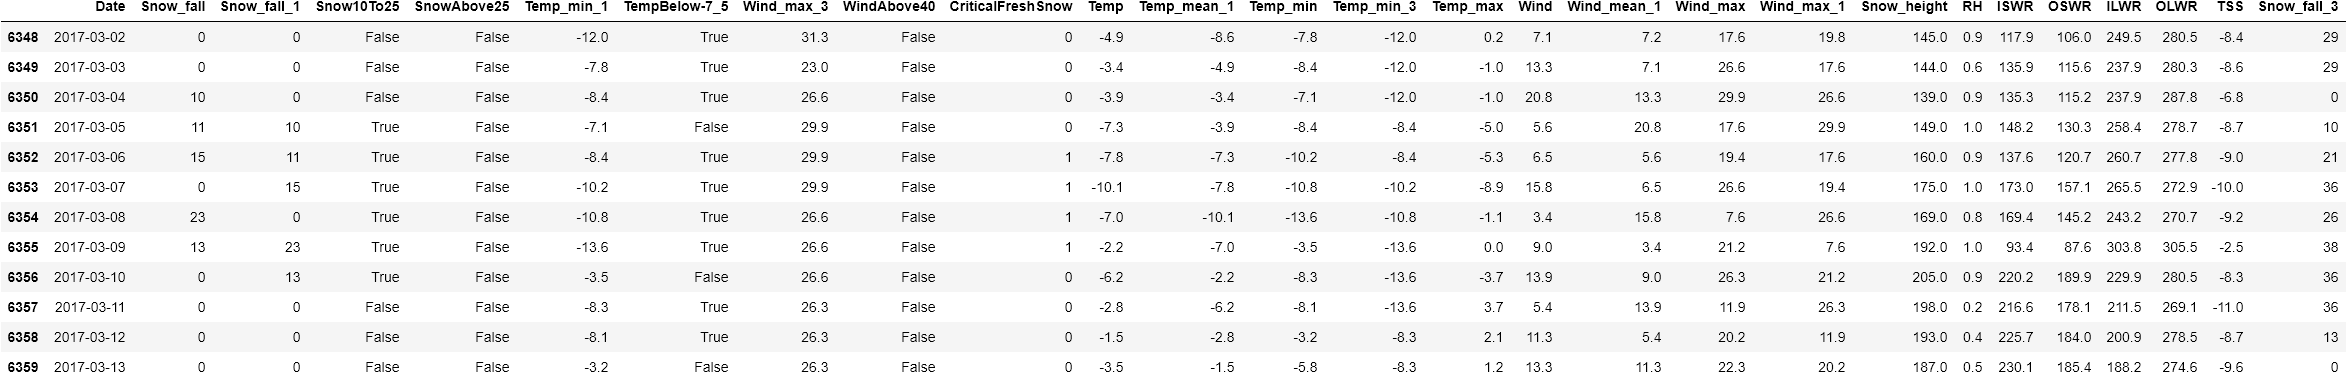 Date Snow_fall Snow_fall_1 Snow10To25 SnowAbove25 Temp_min_1 TempBelow-7_5 Wind_max_3 WindAbove40 CriticalFreshSnow Temp Temp_mean_1 Temp_min Temp_min_3 Temp_max Wind Wind_mean_1 Wind_max Wind_max_1 Snow_height RH ISWR OSWR ILWR OLWR TSS Snow_fall_3
6348 2017-03-02 0 0 False False -12.0 True 31.3 False 0 -4.9 -8.6 -7.8 -12.0 0.2 7.1 7.2 17.6 19.8 145.0 0.9 117.9 106.0 249.5 280.5 -8.4 29
6349 2017-03-03 0 0 False False -7.8 True 23.0 False 0 -3.4 -4.9 -8.4 -12.0 -1.0 13.3 7.1 26.6 17.6 144.0 0.6 135.9 115.6 237.9 280.3 -8.6 29
6350 2017-03-04 10 0 False False -8.4 True 26.6 False 0 -3.9 -3.4 -7.1 -12.0 -1.0 20.8 13.3 29.9 26.6 139.0 0.9 135.3 115.2 237.9 287.8 -6.8 0
6351 2017-03-05 11 10 True False -7.1 False 29.9 False 0 -7.3 -3.9 -8.4 -8.4 -5.0 5.6 20.8 17.6 29.9 149.0 1.0 148.2 130.3 258.4 278.7 -8.7 10
6352 2017-03-06 15 11 True False -8.4 True 29.9 False 1 -7.8 -7.3 -10.2 -8.4 -5.3 6.5 5.6 19.4 17.6 160.0 0.9 137.6 120.7 260.7 277.8 -9.0 21
6353 2017-03-07 0 15 True False -10.2 True 29.9 False 1 -10.1 -7.8 -10.8 -10.2 -8.9 15.8 6.5 26.6 19.4 175.0 1.0 173.0 157.1 265.5 272.9 -10.0 36
6354 2017-03-08 23 0 True False -10.8 True 26.6 False 1 -7.0 -10.1 -13.6 -10.8 -1.1 3.4 15.8 7.6 26.6 169.0 0.8 169.4 145.2 243.2 270.7 -9.2 26
6355 2017-03-09 13 23 True False -13.6 True 26.6 False 1 -2.2 -7.0 -3.5 -13.6 0.0 9.0 3.4 21.2 7.6 192.0 1.0 93.4 87.6 303.8 305.5 -2.5 38
6356 2017-03-10 0 13 True False -3.5 False 26.6 False 0 -6.2 -2.2 -8.3 -13.6 -3.7 13.9 9.0 26.3 21.2 205.0 0.9 220.2 189.9 229.9 280.5 -8.3 36
6357 2017-03-11 0 0 False False -8.3 True 26.3 False 0 -2.8 -6.2 -8.1 -13.6 3.7 5.4 13.9 11.9 26.3 198.0 0.2 216.6 178.1 211.5 269.1 -11.0 36
6358 2017-03-12 0 0 False False -8.1 True 26.3 False 0 -1.5 -2.8 -3.2 -8.3 2.1 11.3 5.4 20.2 11.9 193.0 0.4 225.7 184.0 200.9 278.5 -8.7 13
6359 2017-03-13 0 0 False False -3.2 False 26.3 False 0 -3.5 -1.5 -5.8 -8.3 1.2 13.3 11.3 22.3 20.2 187.0 0.5 230.1 185.4 188.2 274.6 -9.6 0